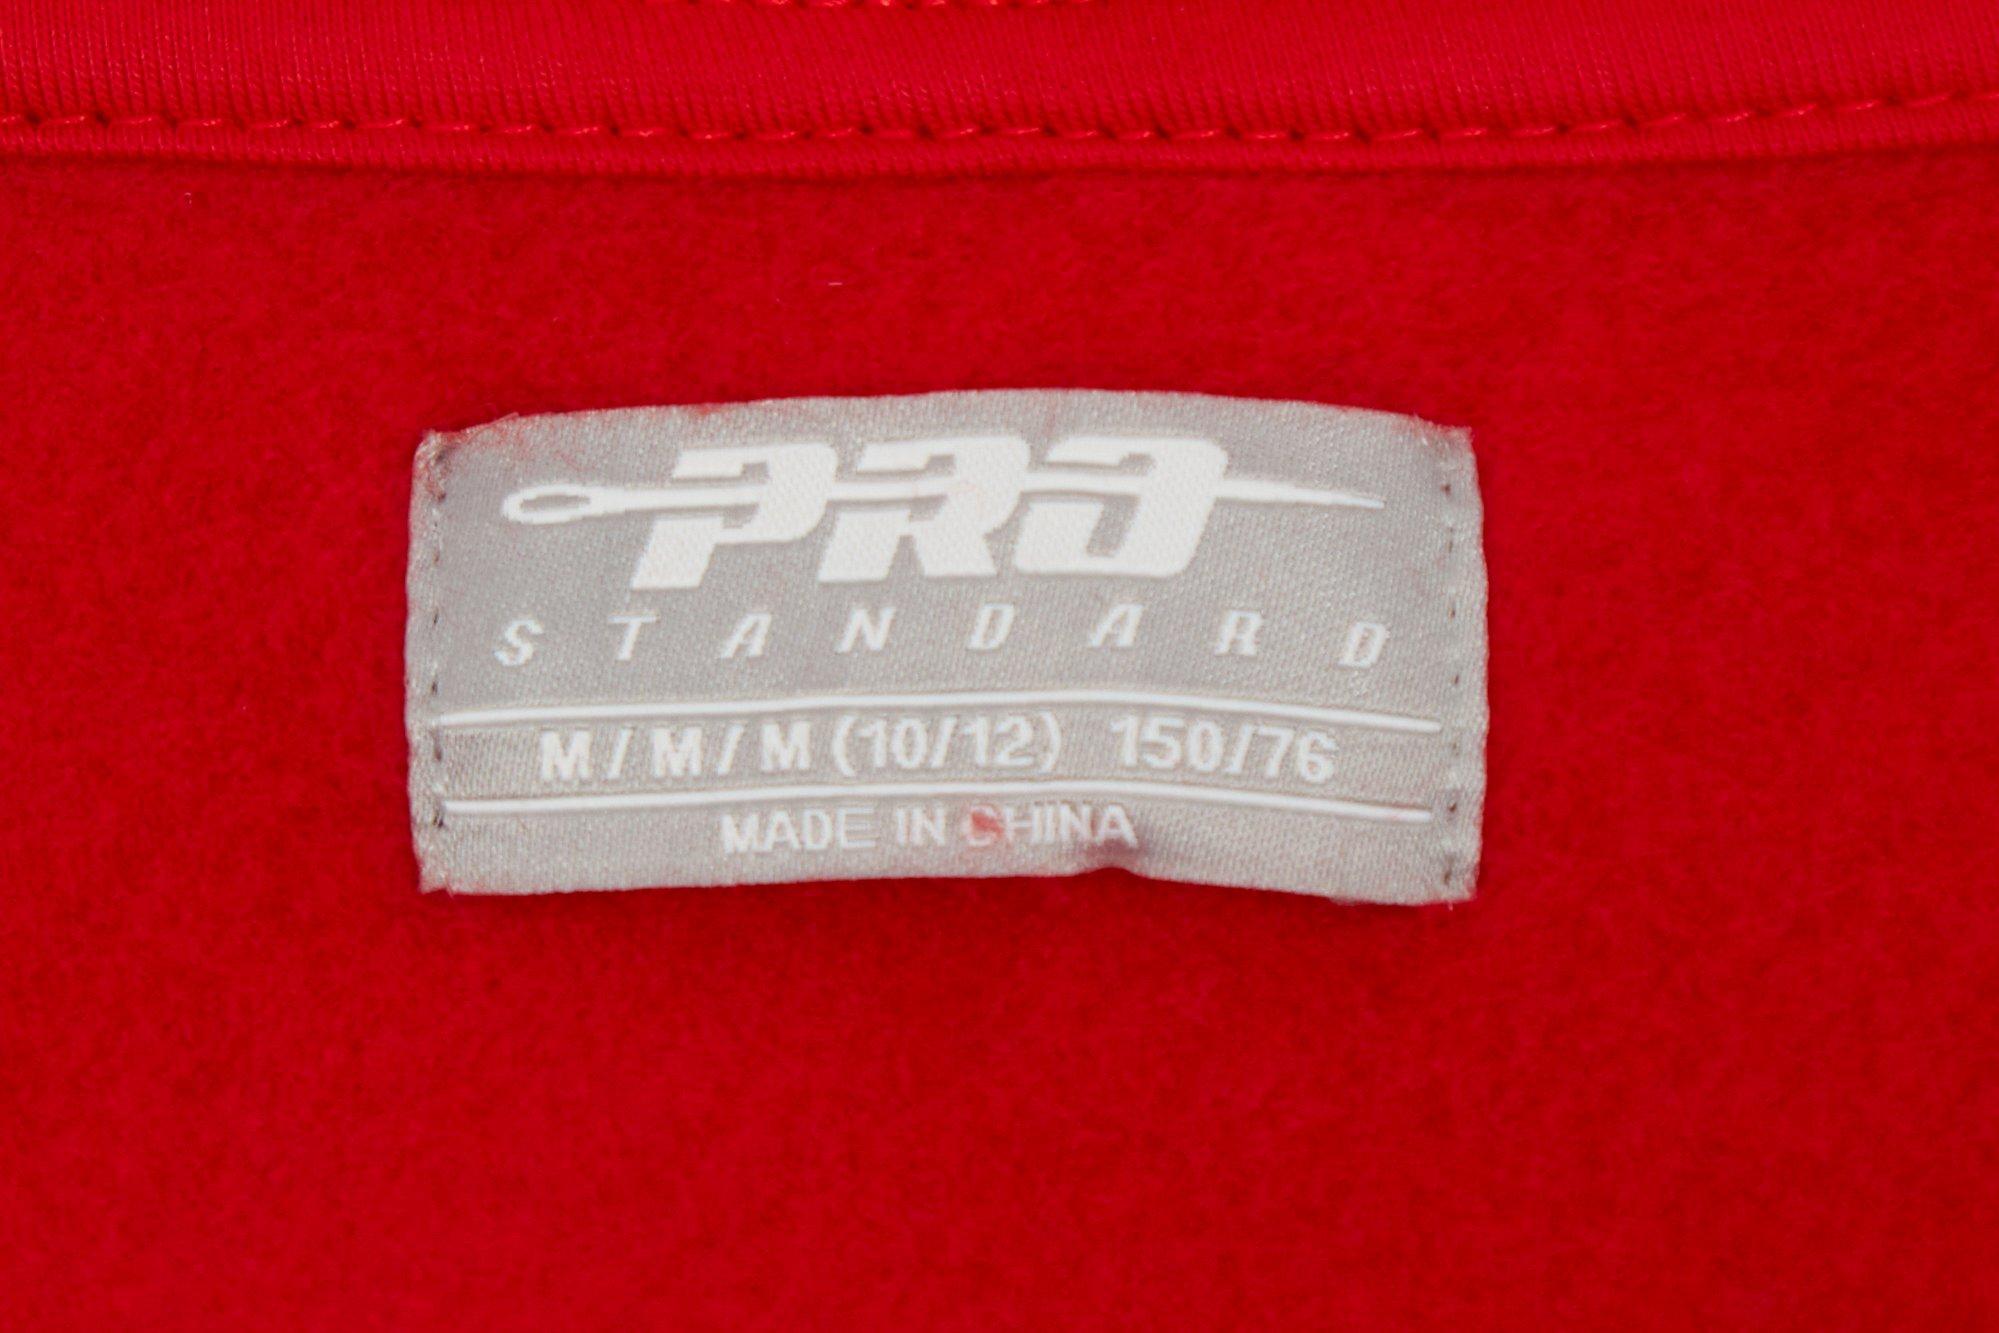 PRO
STANDARD
M / M / M (10/12) 150/76
MADE IN CHINA